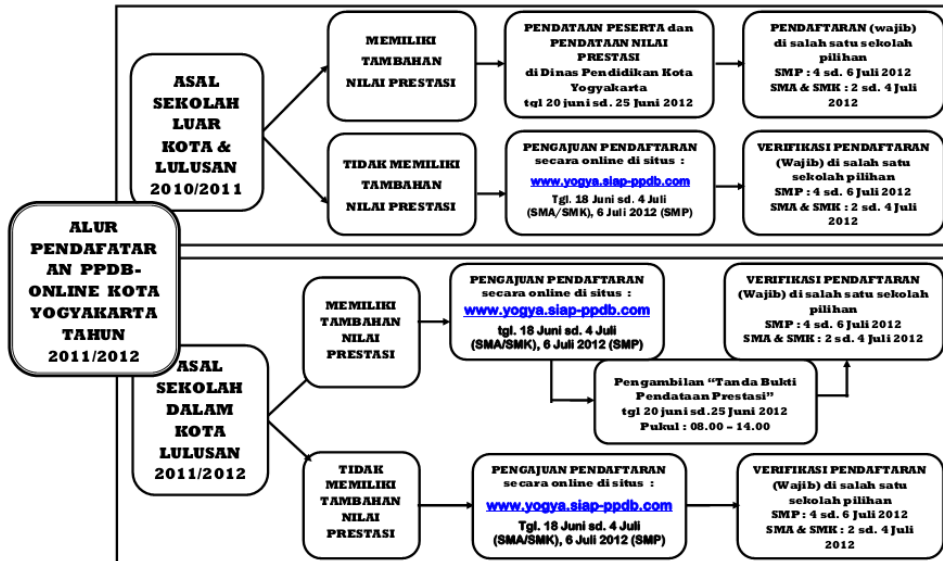 ALUR
PENDAFATAR
AN PPDB-
ONLINE KOTA
YOGYAKARTA
TAHUN
2011/2012
ASAL
SEKOLAH
LUAR
KOTA &
LULUSAN
2010/2011
MEMILIKI
TAMBAHAN
NILAI PRESTASI
PENDATAAN PESERTA dan
PENDATAAN NILAI
PRESTASI
di Dinas Pendidikan Kota
Yogyakarta
tgl 20 juni sd. 25 Juni 2012
PENDAFTARAN (wajib)
di salah satu sekolah
pilihan
SMP : 4 sd. 6 Juli 2012
SMA & SMK : 2 sd. 4 Juli
2012
TIDAK MEMILIKI
TAMBAHAN
NILAI PRESTASI
PENGAJUAN PENDAFTARAN
secara online di situs :
www.yogya.siap-ppdb.com
Tgl. 18 Juni sd. 4 Juli
(SMA/SMK), 6 Juli 2012 (SMP)
VERIFIKASI PENDAFTARAN
(Wajib) di salah satu
sekolah pilihan
SMP : 4 sd. 6 Juli 2012
SMA & SMK : 2 sd. 4 Juli
2012
ASAL
SEKOLAH
DALAM
KOTA
LULUSAN
2011/2012
MEMILIKI
TAMBAHAN
NILAI
PRESTASI
PENGAJUAN PENDAFTARAN
secara online di situs :
www.yogya.siap-ppdb.com
tgl. 18 Juni sd. 4 Juli
(SMA/SMK), 6 Juli 2012 (SMP)
Pengambilan “Tanda Bukti
Pendataan Prestasi”
tgl 20 juni sd.25 Juni 2012
Pukul : 08.00 – 14.00
VERIFIKASI PENDAFTARAN
(Wajib) di salah satu sekolah
pilihan
SMP : 4 sd. 6 Juli 2012
SMA & SMK : 2 sd. 4 Juli 2012
TIDAK
MEMILIKI
TAMBAHAN
NILAI
PRESTASI
PENGAJUAN PENDAFTARAN
secara online di situs :
www.yogya.siap-ppdb.com
Tgl. 18 Juni sd. 4 Juli
(SMA/SMK), 6 Juli 2012 (SMP)
VERIFIKASI PENDAFTARAN
(Wajib) di salah satu
sekolah pilihan
SMP : 4 sd. 6 Juli 2012
SMA & SMK : 2 sd. 4 Juli
2012